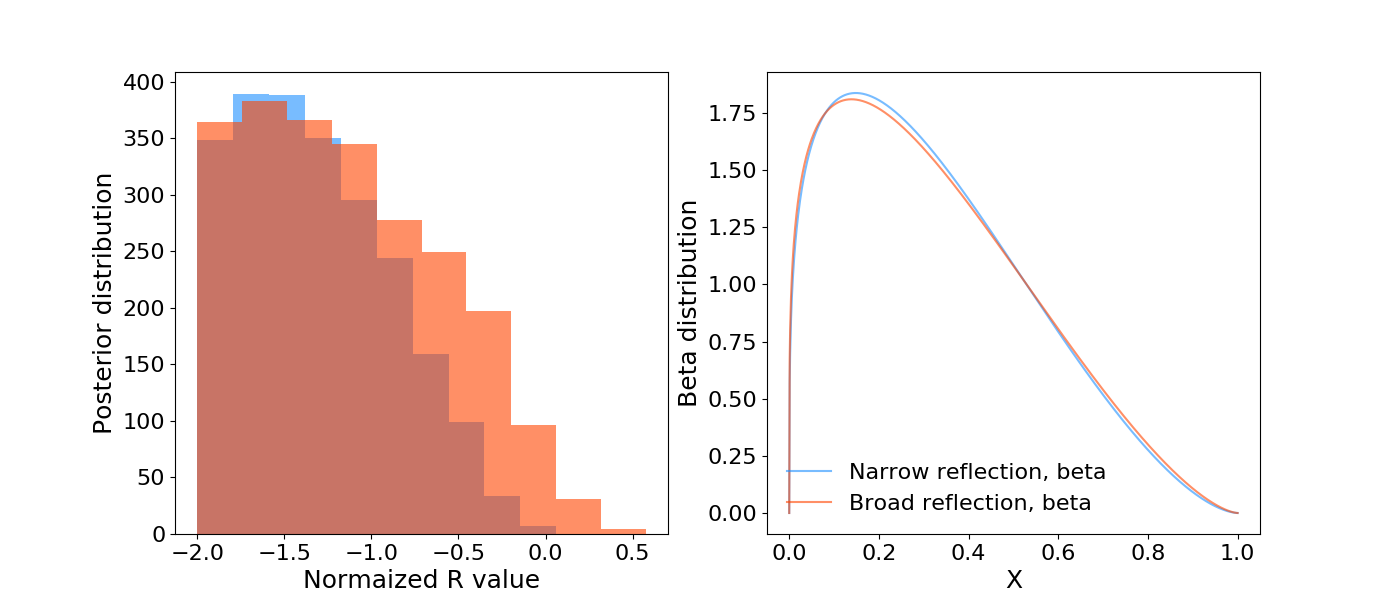 Posterior distribution
400
350
300
250
200
150
100
50
0
−2.0 −1.5 −1.0 −0.5 0.0 0.5
Normaized R value
Beta distribution
1.75
1.50
1.25
1.00
0.75
0.50
0.25
0.00
Narrow reflection, beta
Broad reflection, beta
0.0 0.2 0.4 0.6 0.8 1.0
X